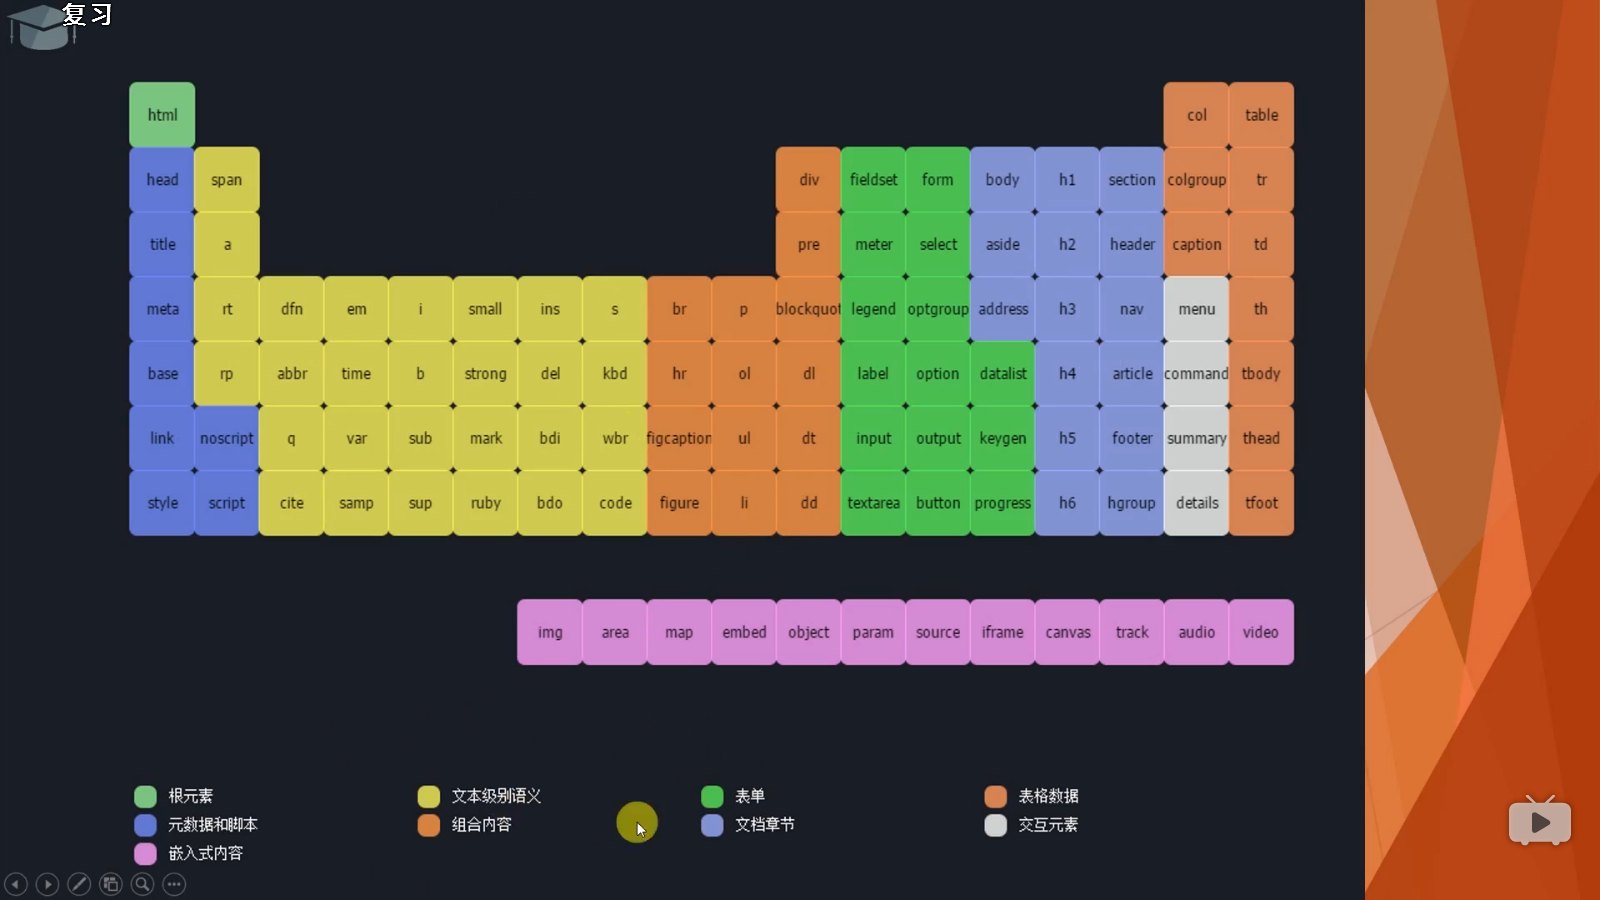 复习
html col table
head span div fieldset form body h1 section colgroup tr
title a pre meter select aside h2 header caption td
meta rt dfn em i small ins s br p blockquot legend optgroup address h3 nav menu th
base rp abbr time b strong del kbd hr ol dl label option datalist h4 article command tbody
link noscript q var sub mark bdi wbr figcaption ul dt input output keygen h5 footer summary thead
style script cite samp sup ruby bdo code figure li dd textarea button progress h6 hgroup details tfoot
img area map embed object param source iframe canvas track audio video
根元素 文本级别语义 表单 表格数据
元数据和脚本 组合内容 文档章节 交互元素
嵌入式内容